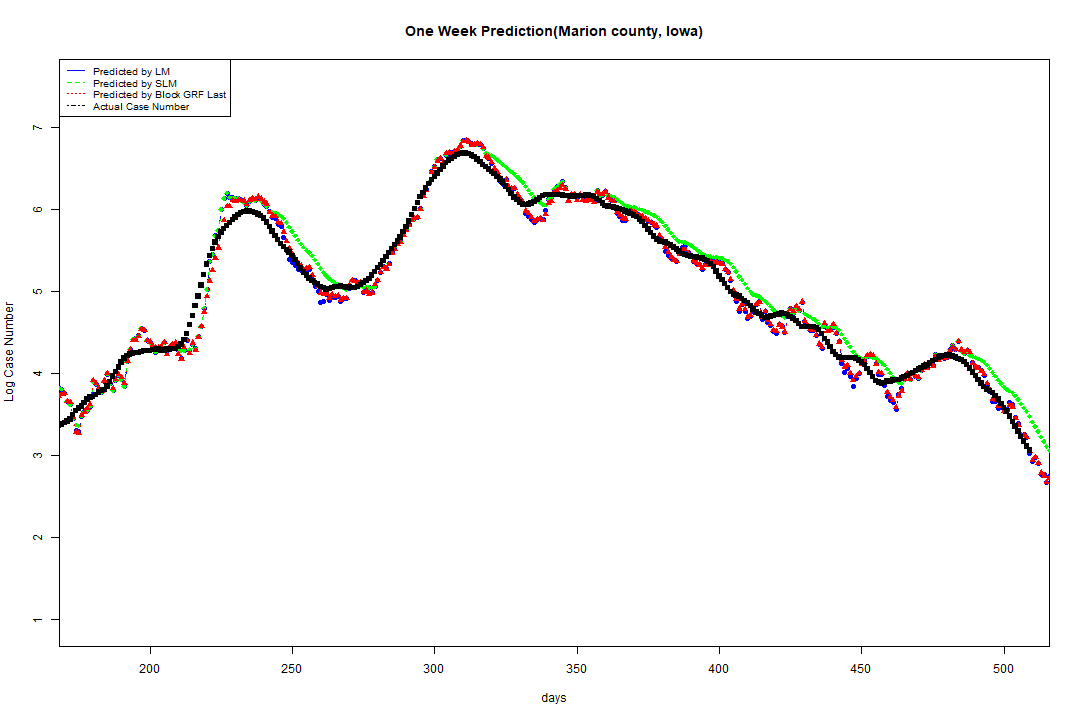 One Week Prediction(Marion county, Iowa)
Predicted by LM
Predicted by SLM
Predicted by Block GRF Last
Actual Case Number
7
6
5
4
3
2
1
Log Case Number
200 250 300 350 400 450 500
days